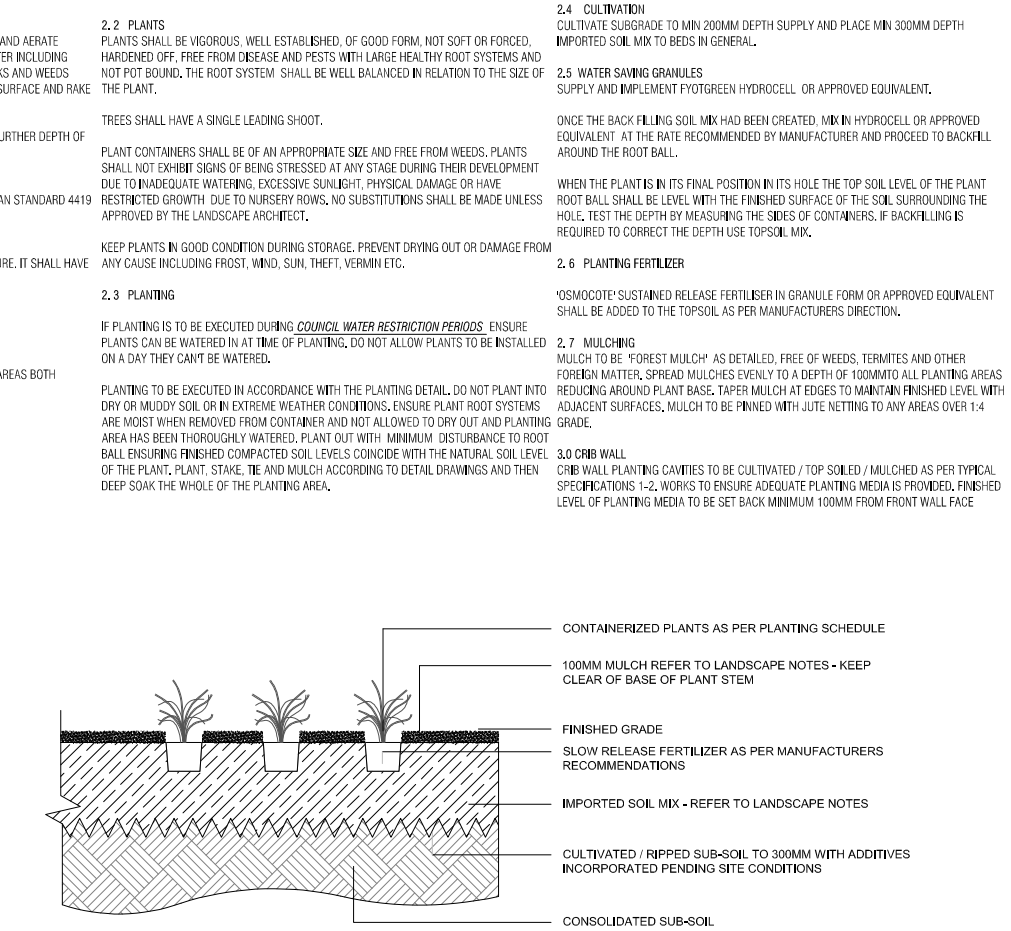 AND AERATE
TER INCLUDING
KS AND WEEDS
SURFACE AND RAKE
URTHER DEPTH OF
AN STANDARD 4419
URE. IT SHALL HAVE
AREAS BOTH
2. 2 PLANTS
PLANTS SHALL BE VIGOROUS, WELL ESTABLISHED, OF GOOD FORM, NOT SOFT OR FORCED,
HARDENED OFF, FREE FROM DISEASE AND PESTS WITH LARGE HEALTHY ROOT SYSTEMS AND
NOT POT BOUND. THE ROOT SYSTEM SHALL BE WELL BALANCED IN RELATION TO THE SIZE OF
THE PLANT.
TREES SHALL HAVE A SINGLE LEADING SHOOT.
PLANT CONTAINERS SHALL BE OF AN APPROPRIATE SIZE AND FREE FROM WEEDS. PLANTS
SHALL NOT EXHIBIT SIGNS OF BEING STRESSED AT ANY STAGE DURING THEIR DEVELOPMENT
DUE TO INADEQUATE WATERING, EXCESSIVE SUNLIGHT, PHYSICAL DAMAGE OR HAVE
RESTRICTED GROWTH DUE TO NURSERY ROWS. NO SUBSTITUTIONS SHALL BE MADE UNLESS
APPROVED BY THE LANDSCAPE ARCHITECT.
KEEP PLANTS IN GOOD CONDITION DURING STORAGE. PREVENT DRYING OUT OR DAMAGE FROM
ANY CAUSE INCLUDING FROST, WIND, SUN, THEFT, VERMIN ETC.
2. 3 PLANTING
IF PLANTING IS TO BE EXECUTED DURING COUNCIL WATER RESTRICTION PERIODS ENSURE
PLANTS CAN BE WATERED IN AT TIME OF PLANTING. DO NOT ALLOW PLANTS TO BE INSTALLED
ON A DAY THEY CAN'T BE WATERED.
PLANTING TO BE EXECUTED IN ACCORDANCE WITH THE PLANTING DETAIL. DO NOT PLANT INTO
DRY OR MUDDY SOIL OR IN EXTREME WEATHER CONDITIONS. ENSURE PLANT ROOT SYSTEMS
ARE MOIST WHEN REMOVED FROM CONTAINER AND NOT ALLOWED TO DRY OUT AND PLANTING
AREA HAS BEEN THOROUGHLY WATERED. PLANT OUT WITH MINIMUM DISTURBANCE TO ROOT
BALL ENSURING FINISHED COMPACTED SOIL LEVELS COINCIDE WITH THE NATURAL SOIL LEVEL
OF THE PLANT. PLANT, STAKE, TIE AND MULCH ACCORDING TO DETAIL DRAWINGS AND THEN
DEEP SOAK THE WHOLE OF THE PLANTING AREA.
2.4 CULTIVATION
CULTIVATE SUBGRADE TO MIN 200MM DEPTH SUPPLY AND PLACE MIN 300MM DEPTH
IMPORTED SOIL MIX TO BEDS IN GENERAL.
2.5 WATER SAVING GRANULES
SUPPLY AND IMPLEMENT FYOTGREEN HYDROCELL OR APPROVED EQUIVALENT.
ONCE THE BACK FILLING SOIL MIX HAD BEEN CREATED, MIX IN HYDROCELL OR APPROVED
EQUIVALENT AT THE RATE RECOMMENDED BY MANUFACTURER AND PROCEED TO BACKFILL
AROUND THE ROOT BALL.
WHEN THE PLANT IS IN ITS FINAL POSITION IN ITS HOLE THE TOP SOIL LEVEL OF THE PLANT
ROOT BALL SHALL BE LEVEL WITH THE FINISHED SURFACE OF THE SOIL SURROUNDING THE
HOLE. TEST THE DEPTH BY MEASURING THE SIDES OF CONTAINERS. IF BACKFILLING IS
REQUIRED TO CORRECT THE DEPTH USE TOPSOIL MIX.
2. 6 PLANTING FERTILIZER
'OSMOCOTE' SUSTAINED RELEASE FERTILISER IN GRANULE FORM OR APPROVED EQUIVALENT
SHALL BE ADDED TO THE TOPSOIL AS PER MANUFACTURERS DIRECTION.
2. 7 MULCHING
MULCH TO BE 'FOREST MULCH' AS DETAILED, FREE OF WEEDS, TERMITES AND OTHER
FOREIGN MATTER. SPREAD MULCHES EVENLY TO A DEPTH OF 100MMTO ALL PLANTING AREAS
REDUCING AROUND PLANT BASE. TAPER MULCH AT EDGES TO MAINTAIN FINISHED LEVEL WITH
ADJACENT SURFACES. MULCH TO BE PINNED WITH JUTE NETTING TO ANY AREAS OVER 1:4
GRADE.
3.0 CRIB WALL
CRIB WALL PLANTING CAVITIES TO BE CULTIVATED / TOP SOILED / MULCHED AS PER TYPICAL
SPECIFICATIONS 1-2. WORKS TO ENSURE ADEQUATE PLANTING MEDIA IS PROVIDED. FINISHED
LEVEL OF PLANTING MEDIA TO BE SET BACK MINIMUM 100MM FROM FRONT WALL FACE
CONTAINERIZED PLANTS AS PER PLANTING SCHEDULE
100MM MULCH REFER TO LANDSCAPE NOTES - KEEP
CLEAR OF BASE OF PLANT STEM
FINISHED GRADE
SLOW RELEASE FERTILIZER AS PER MANUFACTURERS
RECOMMENDATIONS
IMPORTED SOIL MIX - REFER TO LANDSCAPE NOTES
CULTIVATED / RIPPED SUB-SOIL TO 300MM WITH ADDITIVES
INCORPORATED PENDING SITE CONDITIONS
CONSOLIDATED SUB-SOIL